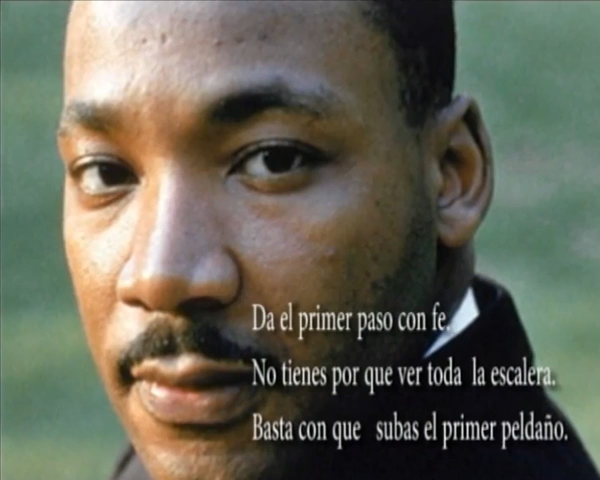 Da el primer paso con fe.
No tienes por que ver toda la escalera.
Basta con que subas el primer peldaño.